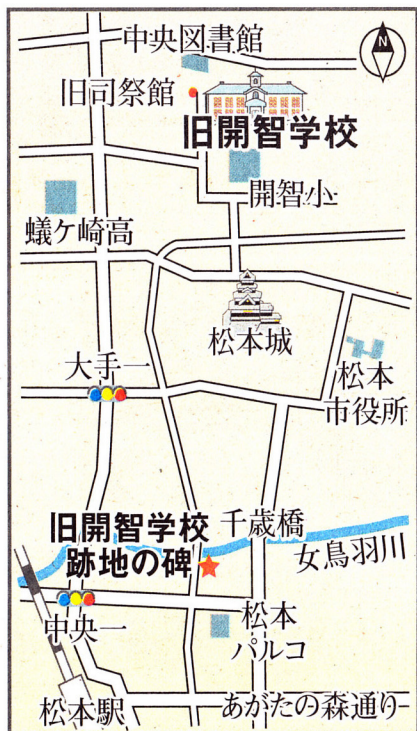 中央図書館
旧司祭館
旧開智学校
開智小
蟻ケ崎高
松本城
大手一
松本
市役所
旧開智学校
跡地の碑
千歳橋
女鳥羽川
中央一
松本
パルコ
松本駅
あがたの森通り
N